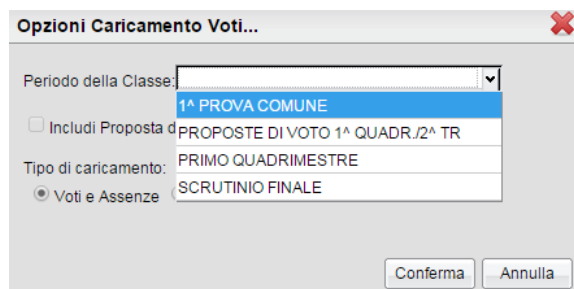 Opzioni Caricamento Voti...
Periodo della Classe:
1^ PROVA COMUNE
Includi Proposta d
PROPOSTE DI VOTO 1^ QUADR./2^ TR
PRIMO QUADRIMESTRE
Tipo di caricamento:
SCRUTINIO FINALE
Voti e Assenze
Conferma Annulla